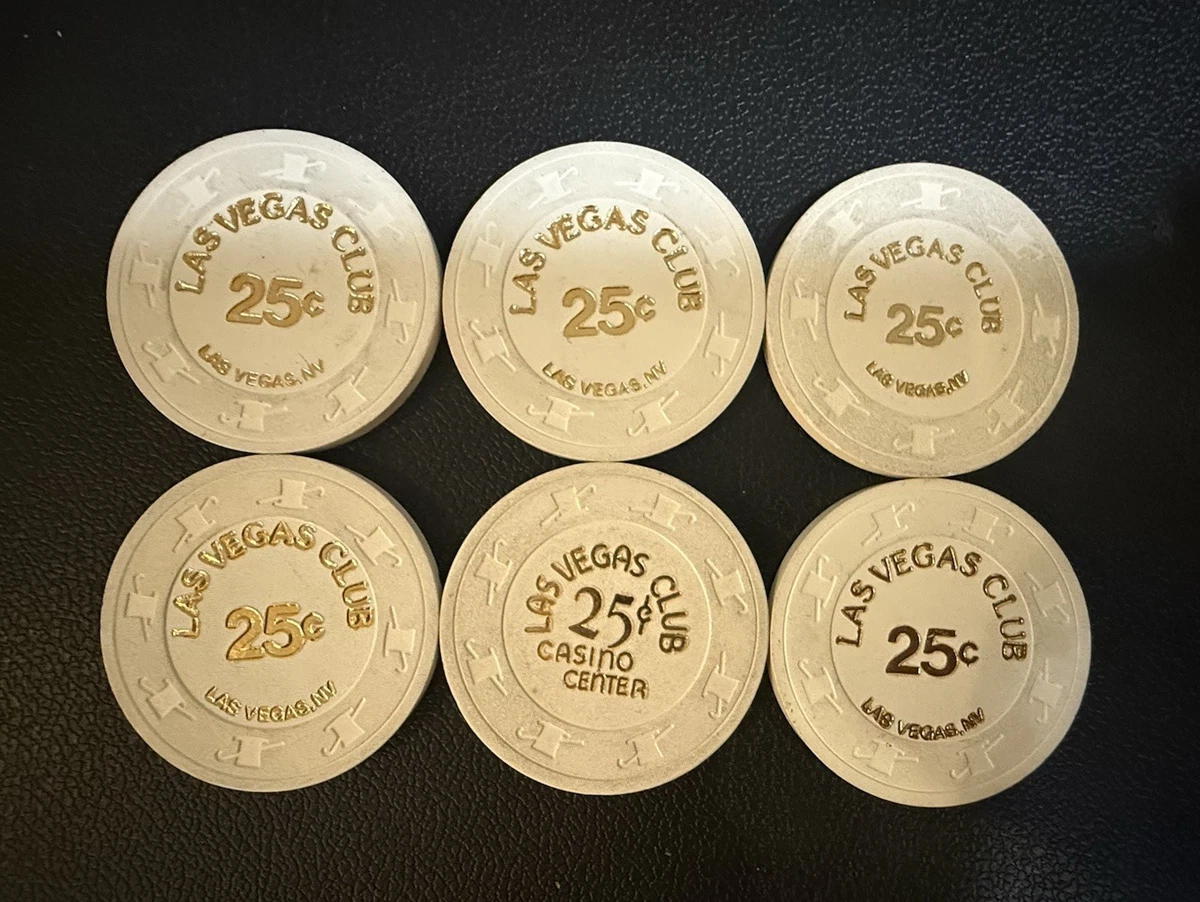 LAS VEGAS CLUB
25¢
LAS VEGAS, NV
LAS VEGAS CLUB
25¢
LAS VEGAS, NV
LAS VEGAS CLUB
25¢
LAS VEGAS, NV
LAS VEGAS CLUB
25¢
LAS VEGAS, NV
LAS VEGAS CLUB
25¢
CASINO
CENTER
LAS VEGAS CLUB
25¢
LAS VEGAS, NV